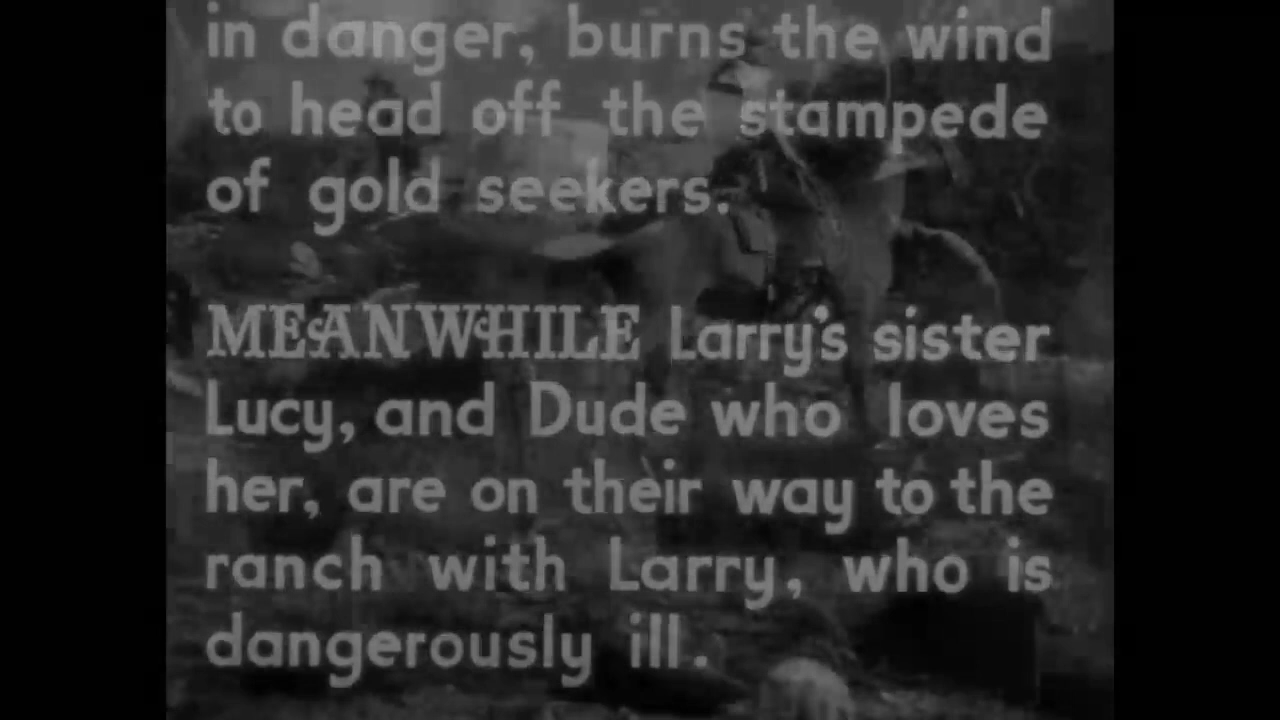 in danger, burns the wind
to head off the stampede
of gold seekers.
MEANWHILE Larry's sister
Lucy, and Dude who loves
her, are on their way to the
ranch with Larry, who is
dangerously ill.